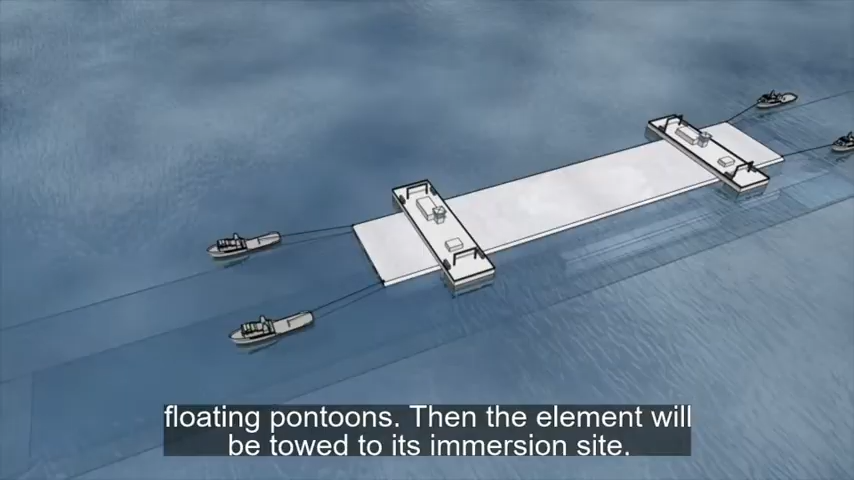 floating pontoons. Then the element will
be towed to its immersion site.